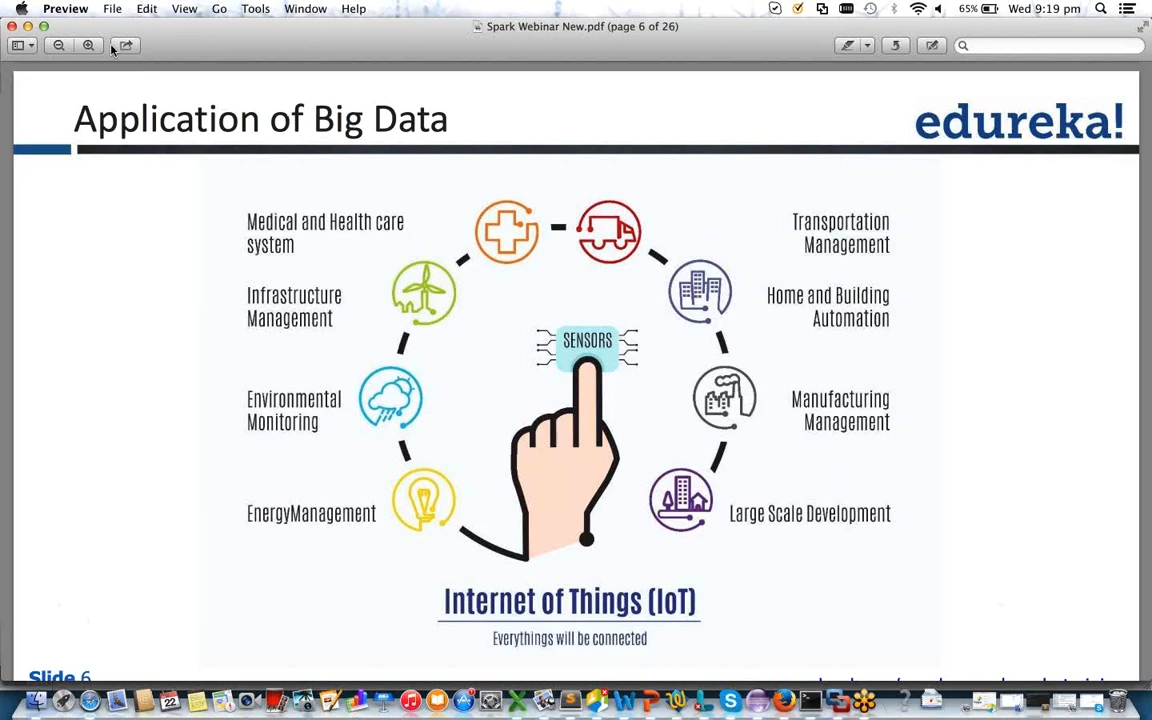 Preview File Edit View Go Tools Window Help 65% Wed 9:19 pm
Spark Webinar New.pdf (page 6 of 26)
Application of Big Data
edureka!
Medical and Health care
system
Transportation
Management
Infrastructure
Management
Home and Building
Automation
SENSORS
Environmental
Monitoring
Manufacturing
Management
EnergyManagement
Large Scale Development
Internet of Things (IoT)
Everythings will be connected
Slide 6
22